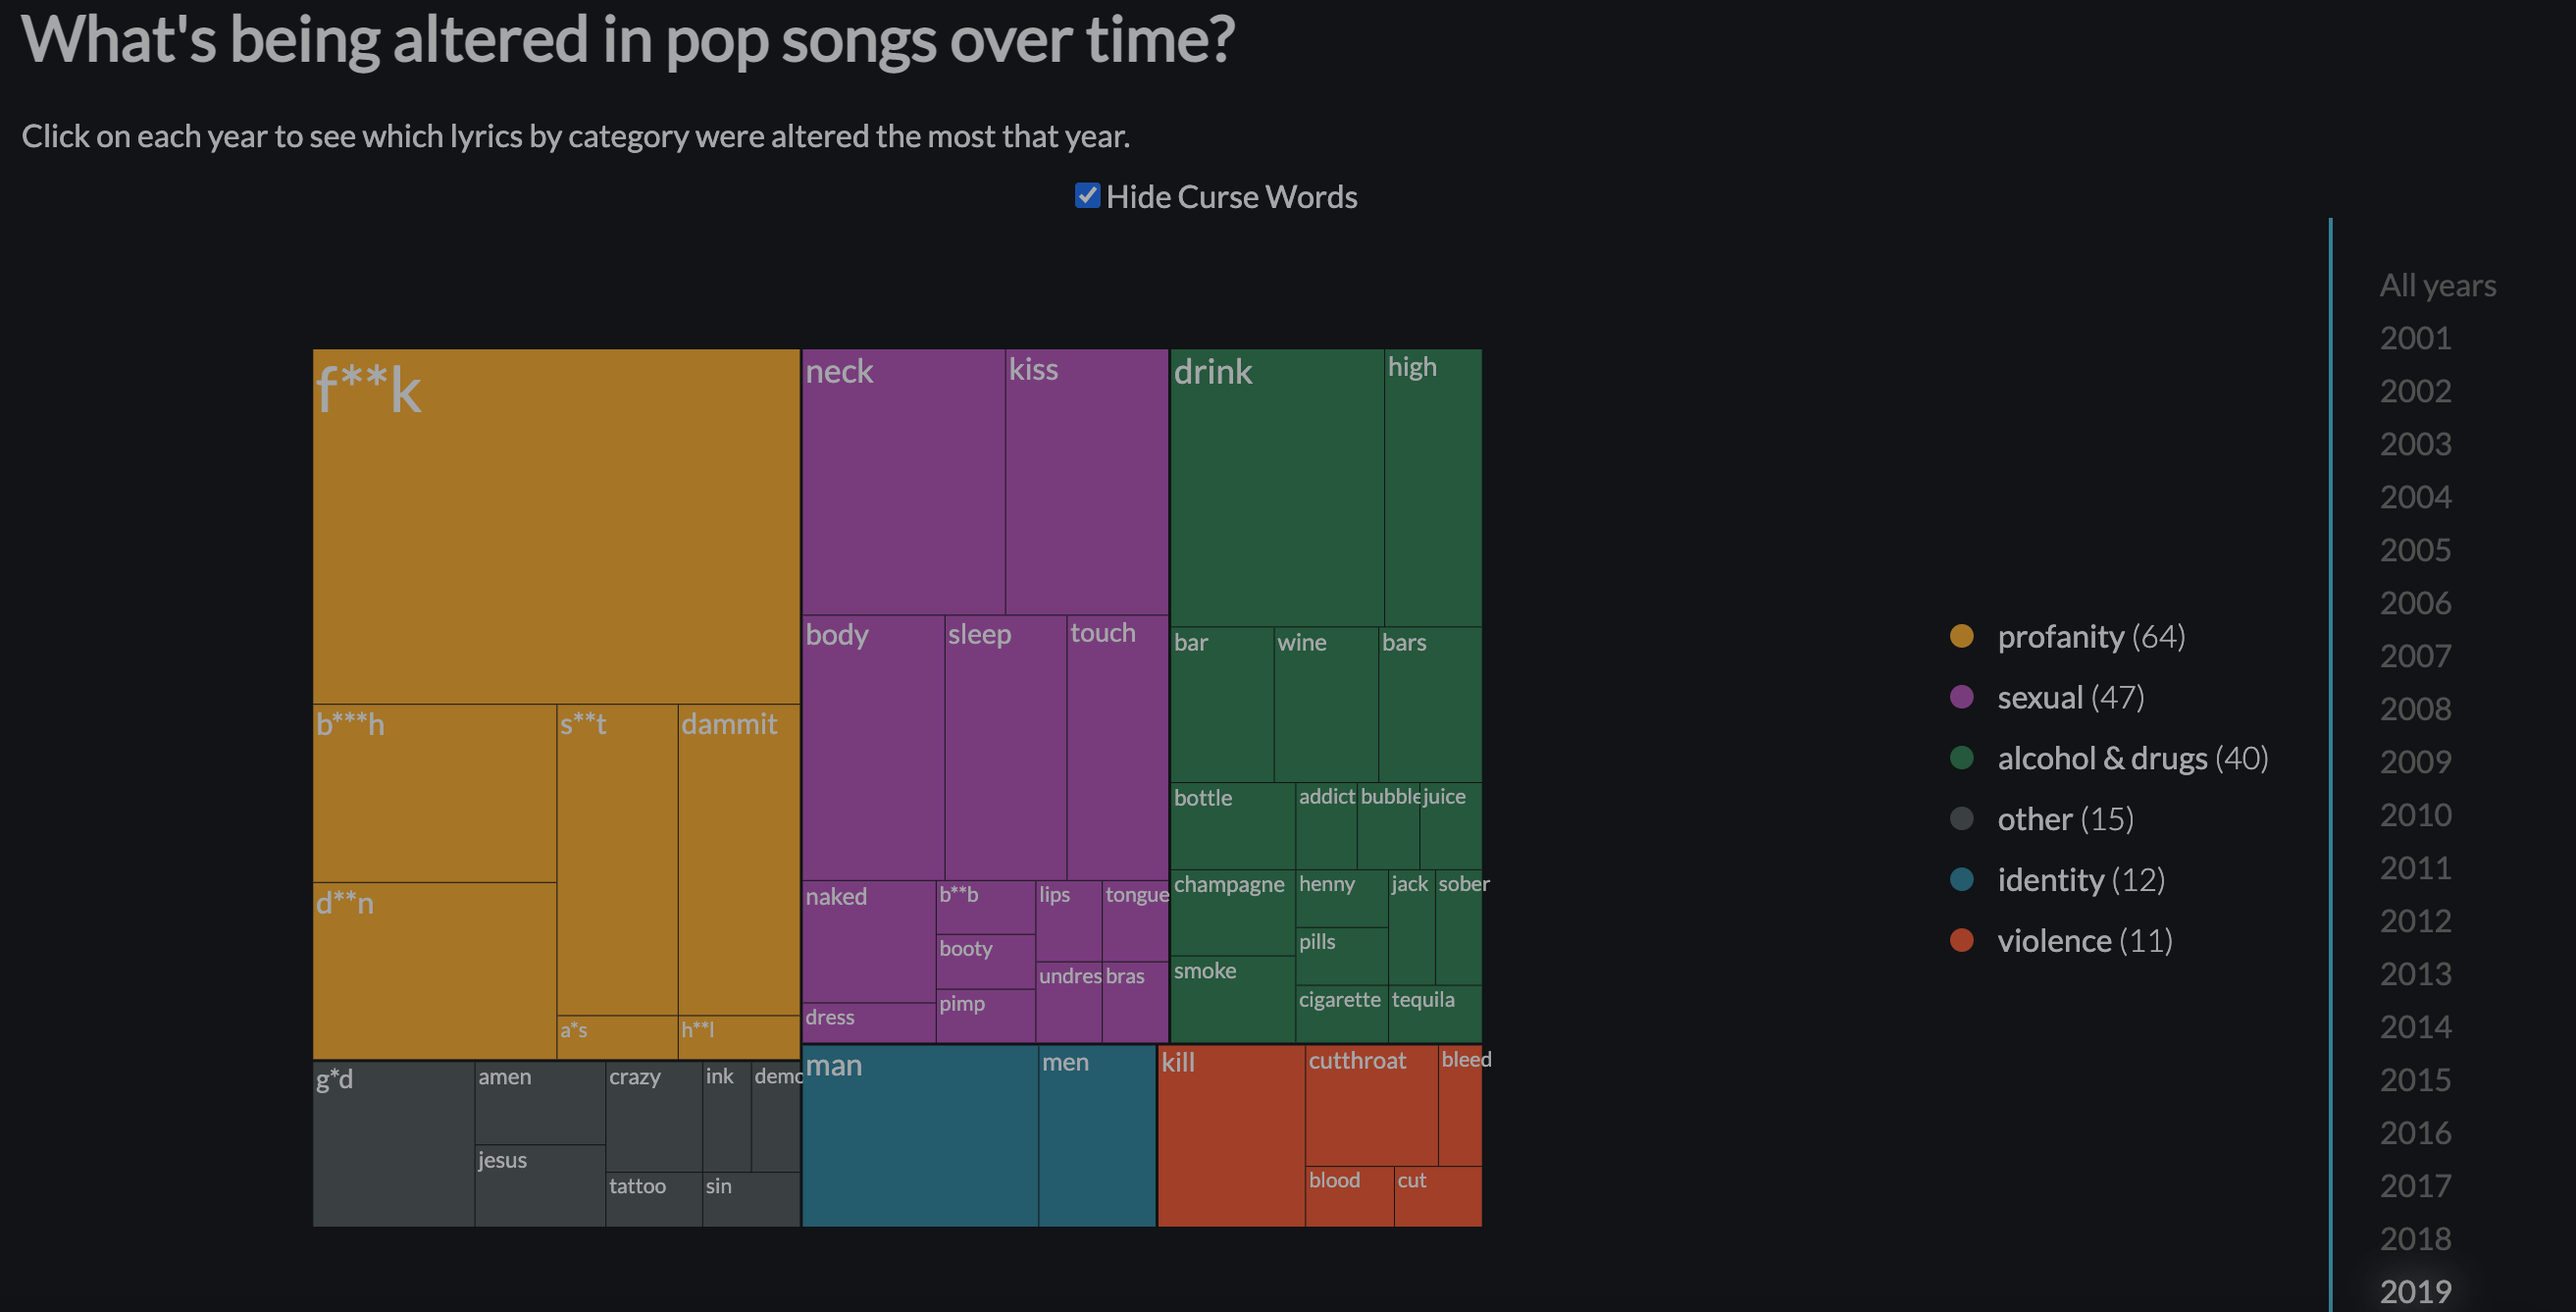 What's being altered in pop songs over time?
Click on each year to see which lyrics by category were altered the most that year.
Hide Curse Words
f**k
b***h
s**t
dammit
d**n
a*s
h**l
neck
kiss
body
sleep
touch
naked
b**b
lips
tongue
booty
undres
bras
pimp
dress
drink
high
bar
wine
bars
bottle
addict
bubble
juice
champagne
henny
jack
sober
pills
smoke
cigarette
tequila
g*d
amen
crazy
ink
demo
jesus
tattoo
sin
man
men
kill
cutthroat
bleed
blood
cut
profanity (64)
sexual (47)
alcohol & drugs (40)
other (15)
identity (12)
violence (11)
All years
2001
2002
2003
2004
2005
2006
2007
2008
2009
2010
2011
2012
2013
2014
2015
2016
2017
2018
2019